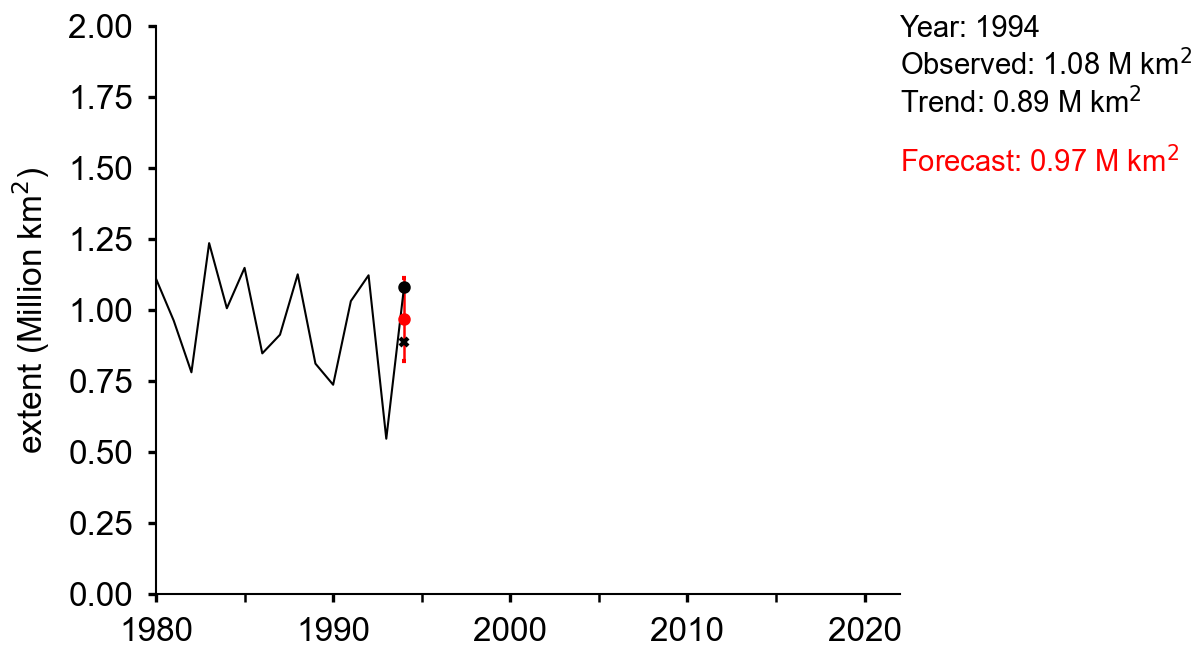 2.00
1.75
1.50
1.25
1.00
0.75
0.50
0.25
0.00
extent (Million km²)
1980
1990
2000
2010
2020
Year: 1994
Observed: 1.08 M km²
Trend: 0.89 M km²
Forecast: 0.97 M km²